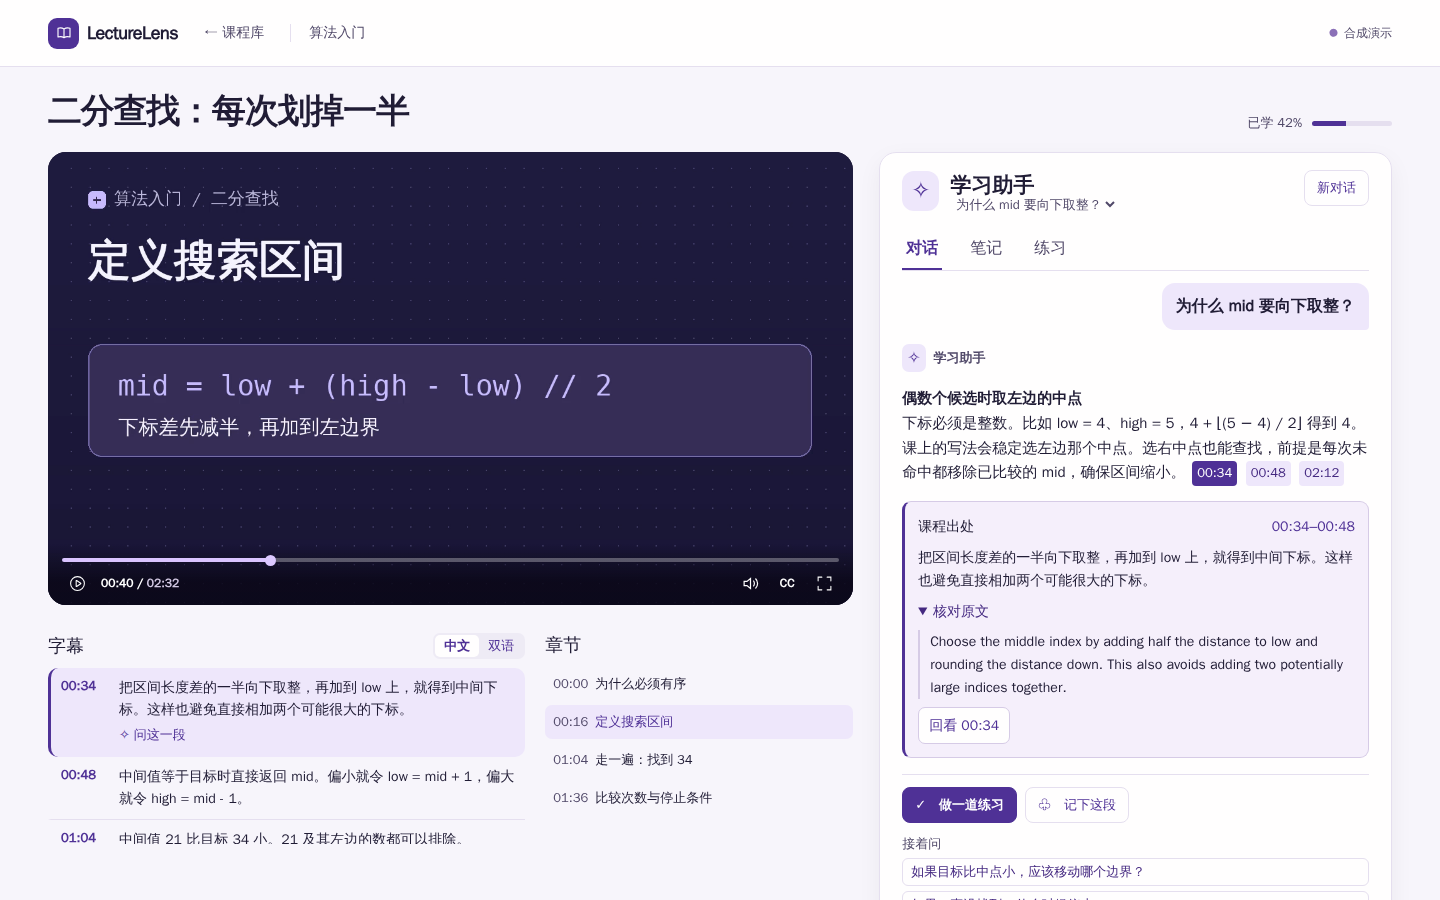 LectureLens
← 课程库
算法入门
合成演示
二分查找：每次划掉一半
已学 42%
算法入门 / 二分查找
定义搜索区间
mid = low + (high - low) // 2
下标差先减半，再加到左边界
00:40 / 02:32
CC
字幕
中文 双语
00:34 把区间长度差的一半向下取整，再加到 low 上，就得到中间下
标。这样也避免直接相加两个可能很大的下标。
✧ 问这一段
00:48 中间值等于目标时直接返回 mid。偏小就令 low = mid + 1，偏大
就令 high = mid - 1。
01:04 中间值 21 比目标 34 小。21 及其左边的数都可以排除。
章节
00:00 为什么必须有序
00:16 定义搜索区间
01:04 走一遍：找到 34
01:36 比较次数与停止条件
学习助手
为什么 mid 要向下取整？
新对话
对话 笔记 练习
为什么 mid 要向下取整？
学习助手
偶数个候选时取左边的中点
下标必须是整数。比如 low = 4、high = 5，4 + ⌊(5 − 4) / 2⌋ 得到 4。
课上的写法会稳定选左边那个中点。选右中点也能查找，前提是每次未
命中都移除已比较的 mid，确保区间缩小。 00:34 00:48 02:12
课程出处 00:34–00:48
把区间长度差的一半向下取整，再加到 low 上，就得到中间下标。这样
也避免直接相加两个可能很大的下标。
▼ 核对原文
Choose the middle index by adding half the distance to low and
rounding the distance down. This also avoids adding two potentially
large indices together.
回看 00:34
✓ 做一道练习
记下这段
接着问
如果目标比中点小，应该移动哪个边界？